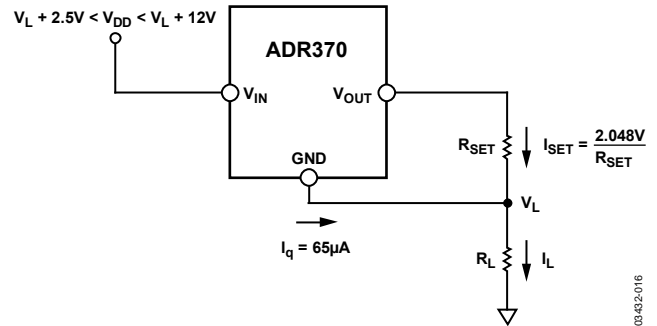 V_L + 2.5V < V_DD < V_L + 12V
ADR370
V_IN
V_OUT
GND
R_SET
I_SET = 2.048V / R_SET
V_L
I_q = 65µA
R_L
I_L
03432-016